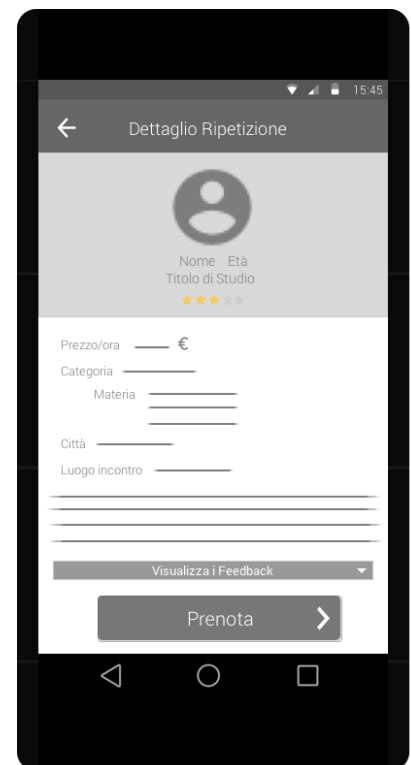 15:45
Dettaglio Ripetizione
Nome Età
Titolo di Studio
Prezzo/ora €
Categoria
Materia
Città
Luogo incontro
Visualizza i Feedback
Prenota